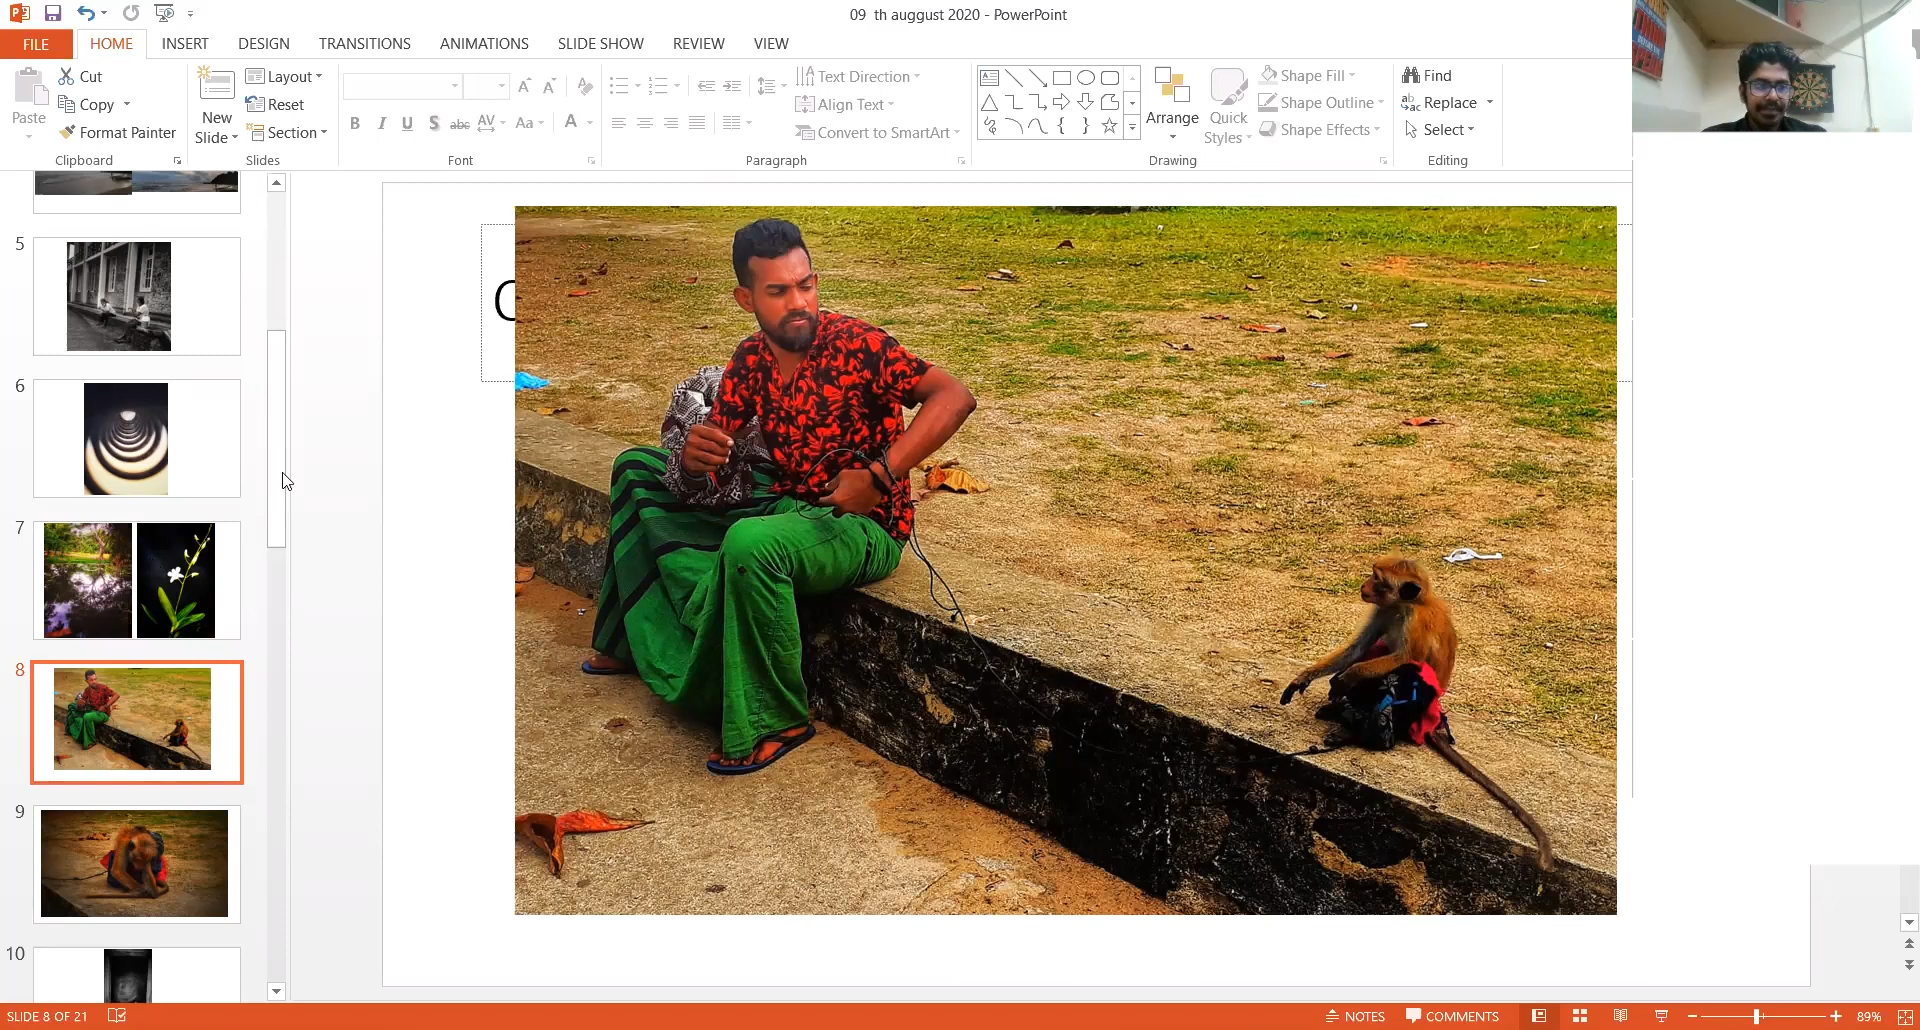 09 th auggust 2020 - PowerPoint
FILE HOME INSERT DESIGN TRANSITIONS ANIMATIONS SLIDE SHOW REVIEW VIEW
Paste
Cut
Copy
Format Painter
Clipboard
New Slide
Layout
Reset
Section
Slides
B I U S abc AV Aa A
Font
Text Direction
Align Text
Convert to SmartArt
Paragraph
Arrange
Quick Styles
Shape Fill
Shape Outline
Shape Effects
Drawing
Find
Replace
Select
Editing
5
6
7
8
9
10
SLIDE 8 OF 21
NOTES COMMENTS 89%